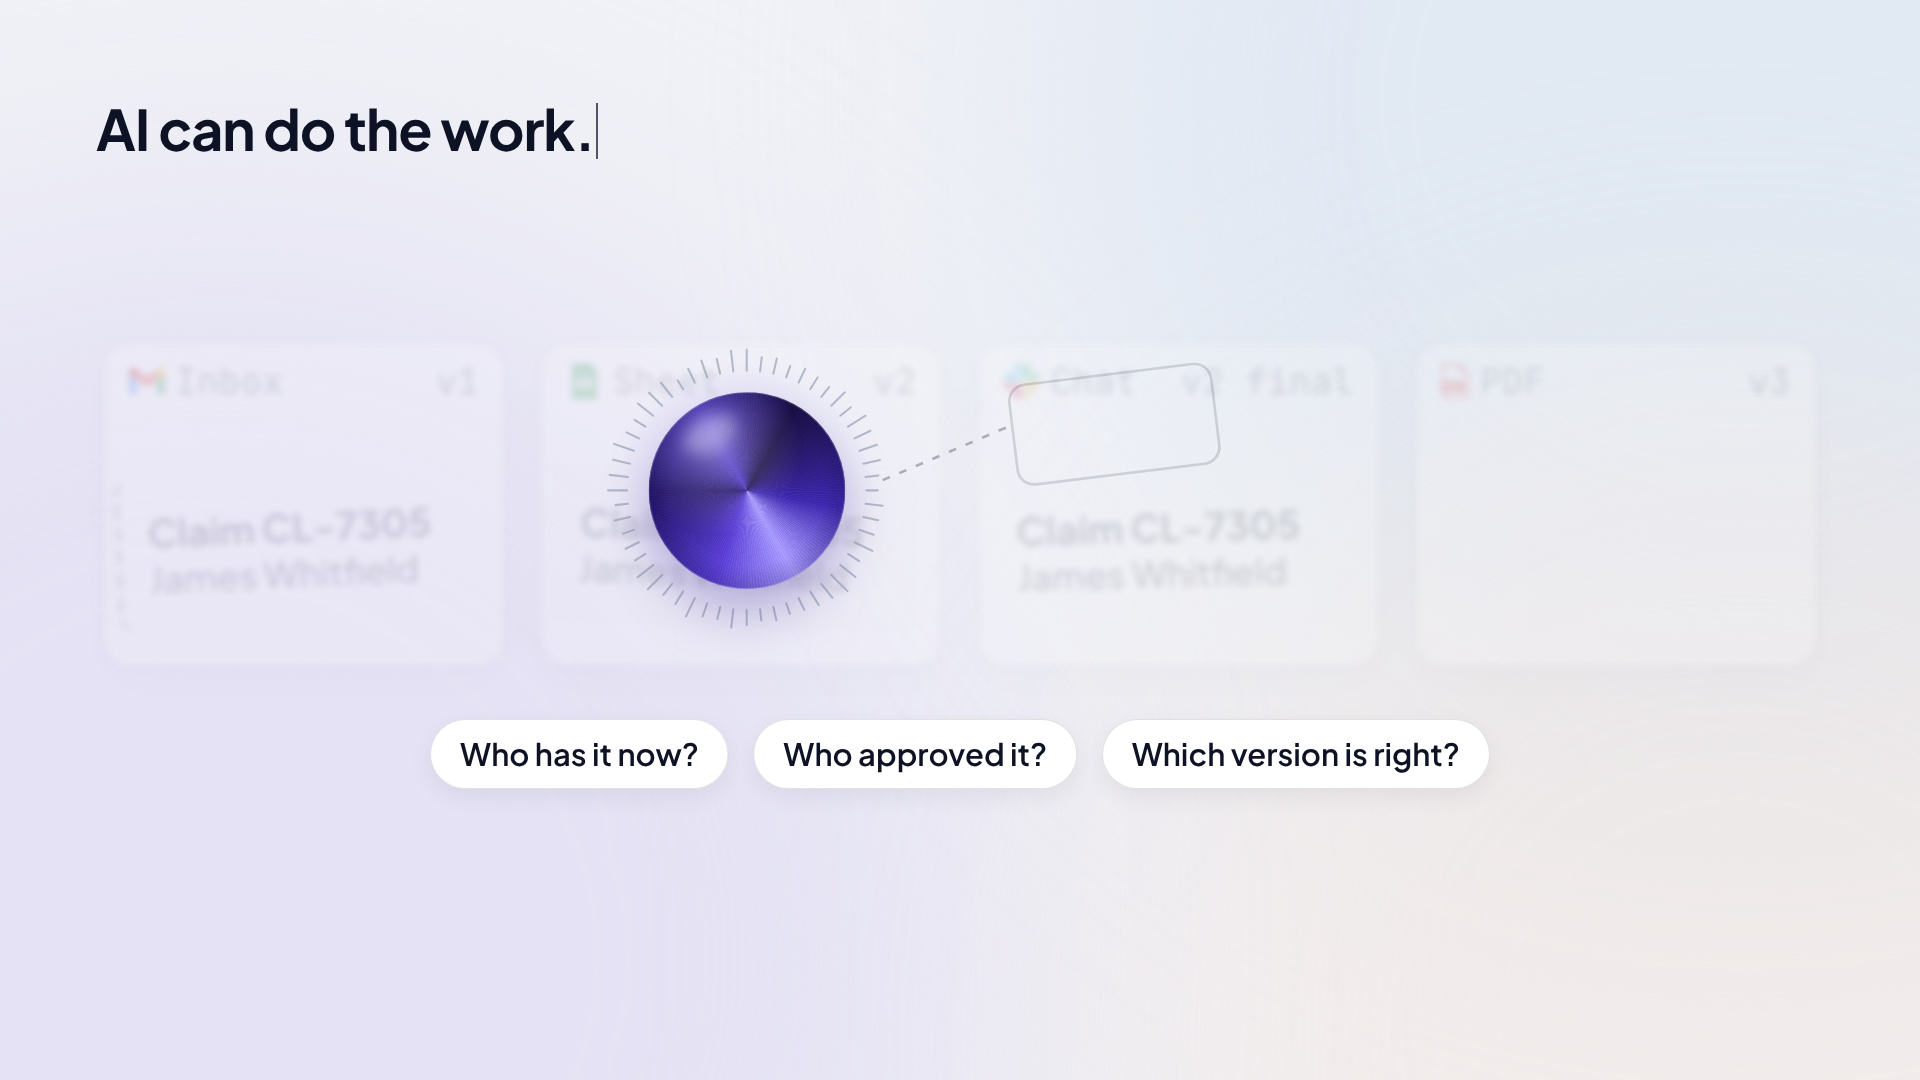 AI can do the work.
Inbox v1
Sheet v2
Chat v2 final
PDF v3
Claim CL-7305
James Whitfield
Claim CL-7305
James Whitfield
Who has it now?
Who approved it?
Which version is right?